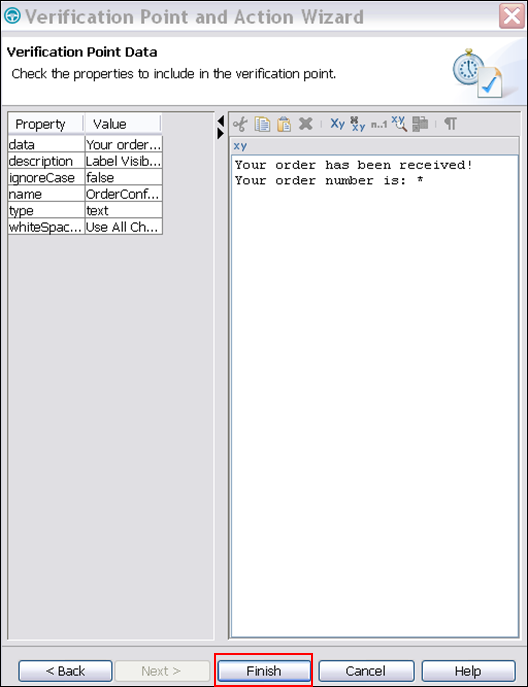 Verification Point and Action Wizard
Verification Point Data
Check the properties to include in the verification point.
Property Value
data Your order...
description Label Visib...
ignoreCase false
name OrderConf...
type text
whiteSpac... Use All Ch...
Xy xy n..1 xy ¶
xy
Your order has been received!
Your order number is: *
< Back Next > Finish Cancel Help